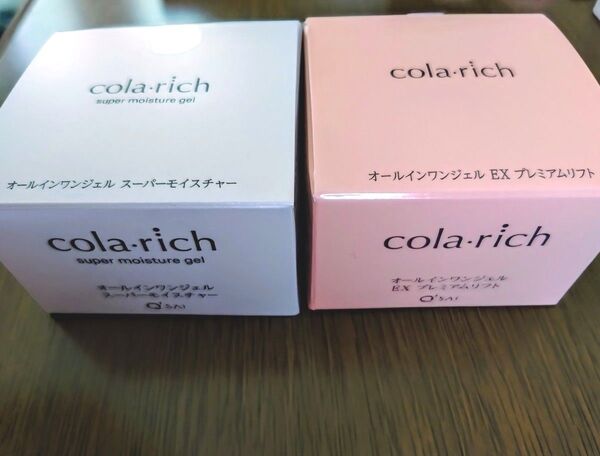 cola·rich
super moisture gel
オールインワンジェル スーパーモイスチャー
cola·rich
super moisture gel
オールインワンジェル
スーパーモイスチャー
Q'SAI
cola·rich
オールインワンジェル EX プレミアムリフト
cola·rich
オールインワンジェル
EX プレミアムリフト
Q'SAI